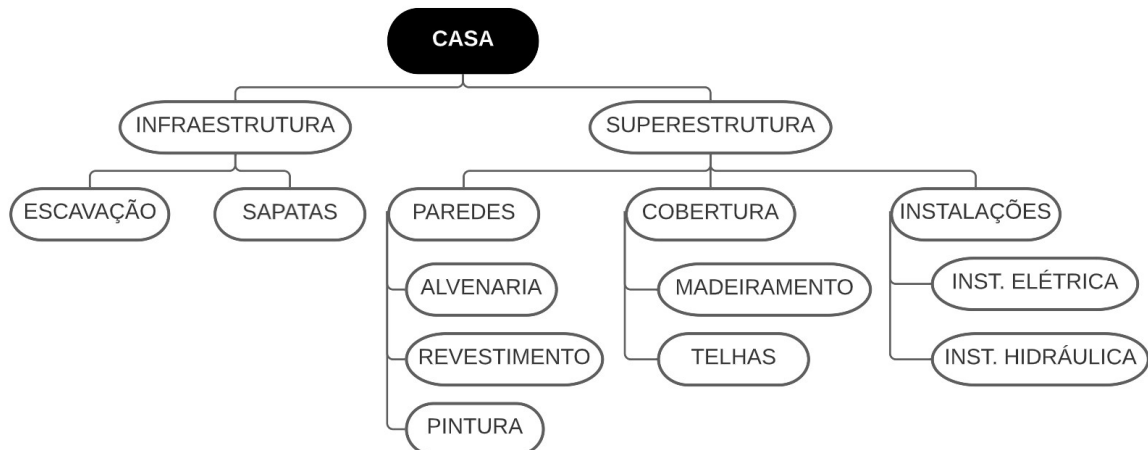 CASA
INFRAESTRUTURA
SUPERESTRUTURA
ESCAVAÇÃO
SAPATAS
PAREDES
COBERTURA
INSTALAÇÕES
ALVENARIA
MADEIRAMENTO
INST. ELÉTRICA
REVESTIMENTO
TELHAS
INST. HIDRÁULICA
PINTURA